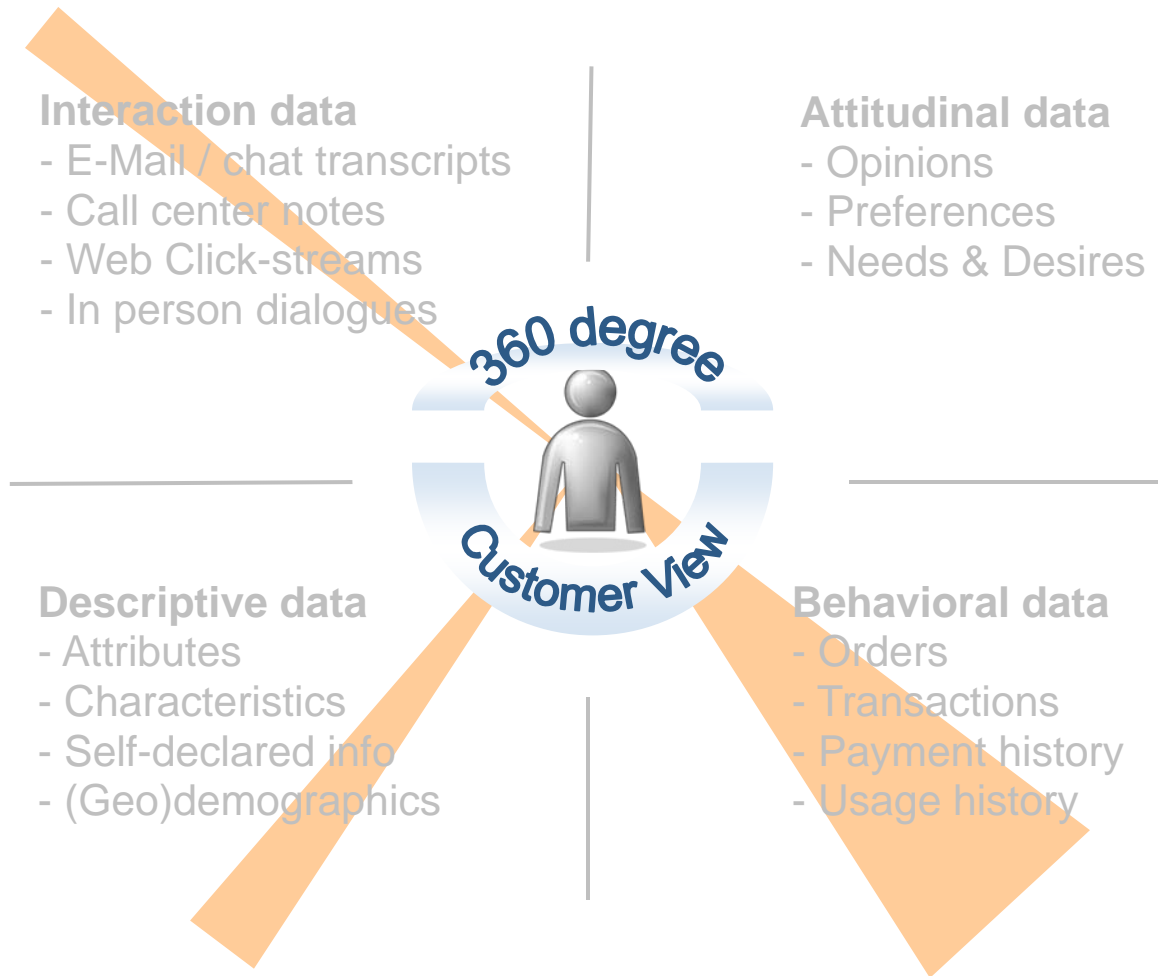 Interaction data
- E-Mail / chat transcripts
- Call center notes
- Web Click-streams
- In person dialogues
Attitudinal data
- Opinions
- Preferences
- Needs & Desires
360 degree
Customer View
Descriptive data
- Attributes
- Characteristics
- Self-declared info
- (Geo)demographics
Behavioral data
- Orders
- Transactions
- Payment history
- Usage history